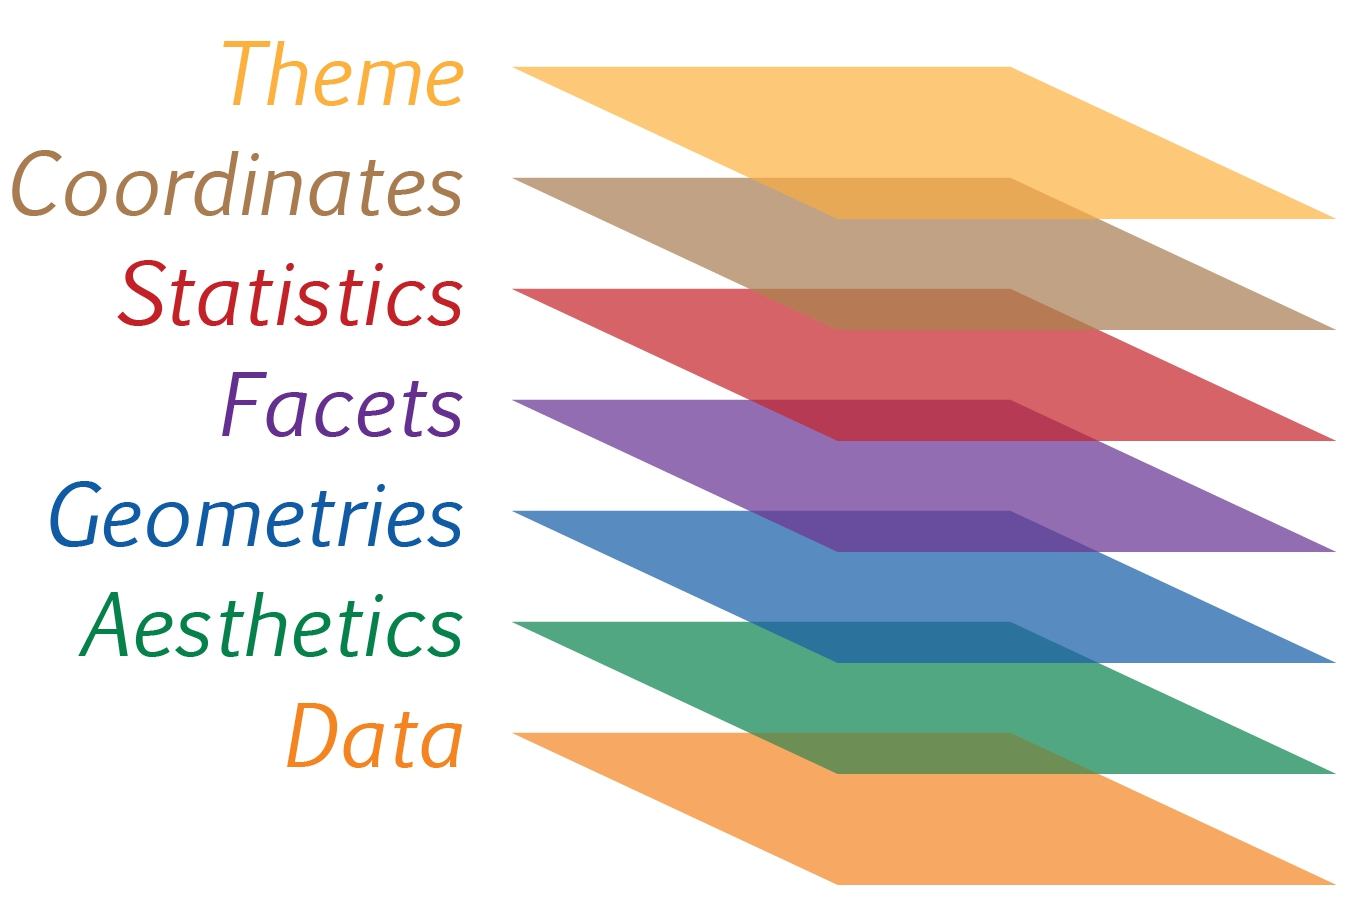 Theme
Coordinates
Statistics
Facets
Geometries
Aesthetics
Data